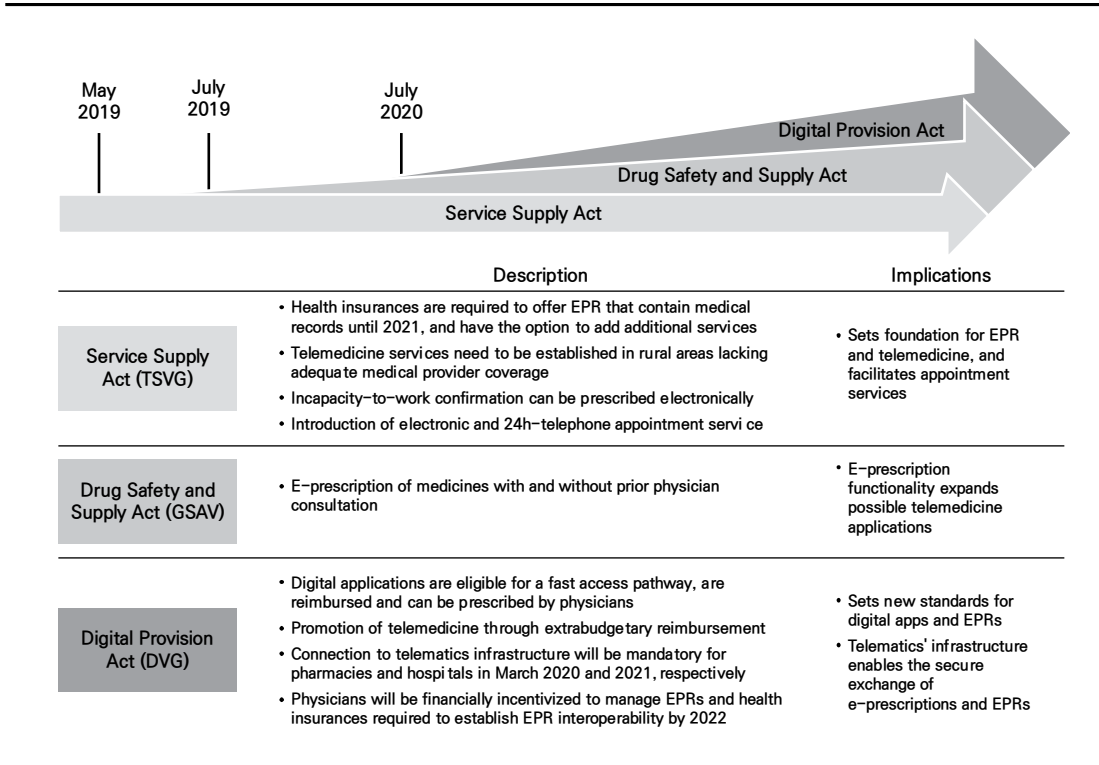 May
2019
July
2019
July
2020
Digital Provision Act
Drug Safety and Supply Act
Service Supply Act
Description
Implications
Service Supply
Act (TSVG)
• Health insurances are required to offer EPR that contain medical
records until 2021, and have the option to add additional services
• Telemedicine services need to be established in rural areas lacking
adequate medical provider coverage
• Incapacity-to-work confirmation can be prescribed electronically
• Introduction of electronic and 24h-telephone appointment servi ce
• Sets foundation for EPR
and telemedicine, and
facilitates appointment
services
Drug Safety and
Supply Act (GSAV)
• E-prescription of medicines with and without prior physician
consultation
• E-prescription
functionality expands
possible telemedicine
applications
Digital Provision
Act (DVG)
• Digital applications are eligible for a fast access pathway, are
reimbursed and can be prescribed by physicians
• Promotion of telemedicine through extrabudgetary reimbursement
• Connection to telematics infrastructure will be mandatory for
pharmacies and hospitals in March 2020 and 2021, respectively
• Physicians will be financially incentivized to manage EPRs and health
insurances required to establish EPR interoperability by 2022
• Sets new standards for
digital apps and EPRs
• Telematics' infrastructure
enables the secure
exchange of
e-prescriptions and EPRs